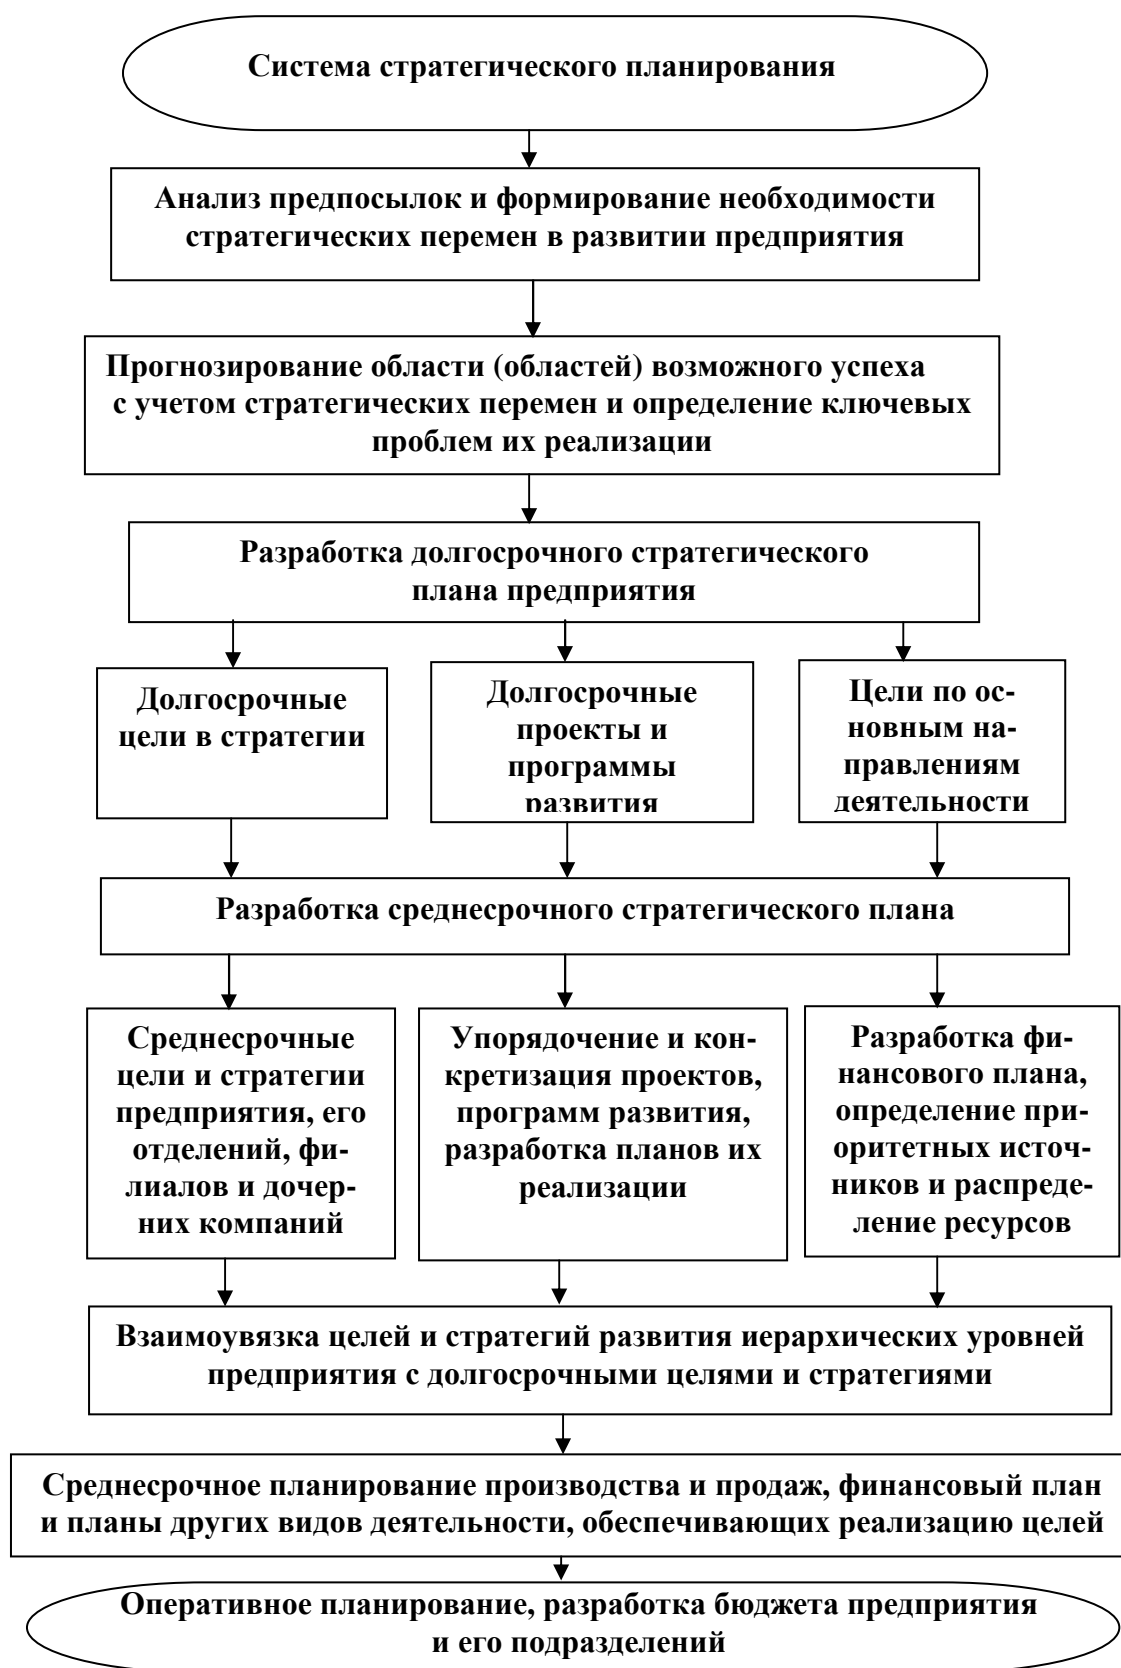 Система стратегического планирования
Анализ предпосылок и формирование необходимости
стратегических перемен в развитии предприятия
Прогнозирование области (областей) возможного успеха
с учетом стратегических перемен и определение ключевых
проблем их реализации
Разработка долгосрочного стратегического
плана предприятия
Долгосрочные
цели в стратегии
Долгосрочные
проекты и
программы
развития
Цели по ос-
новным на-
правлениям
деятельности
Разработка среднесрочного стратегического плана
Среднесрочные
цели и стратегии
предприятия, его
отделений, фи-
лиалов и дочер-
них компаний
Упорядочение и кон-
кретизация проектов,
программ развития,
разработка планов их
реализации
Разработка фи-
нансового плана,
определение при-
оритетных источ-
ников и распреде-
ление ресурсов
Взаимоувязка целей и стратегий развития иерархических уровней
предприятия с долгосрочными целями и стратегиями
Среднесрочное планирование производства и продаж, финансовый план
и планы других видов деятельности, обеспечивающих реализацию целей
Оперативное планирование, разработка бюджета предприятия
и его подразделений